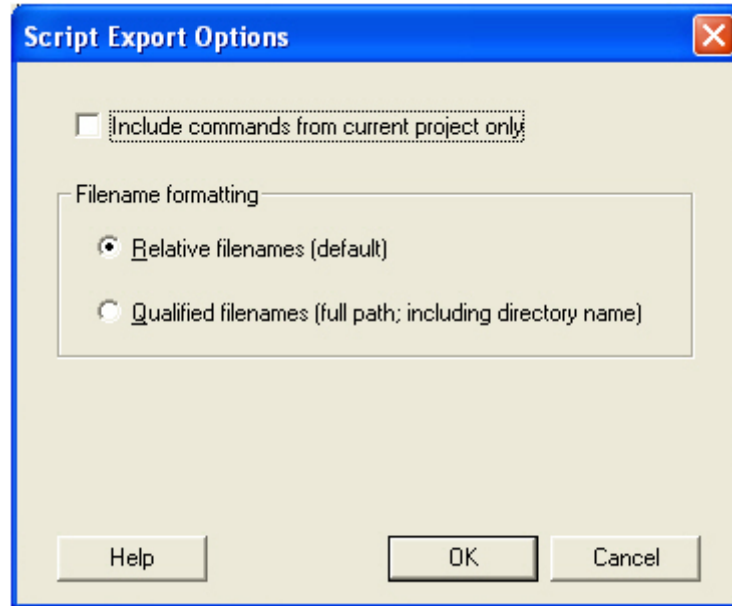 Script Export Options
Include commands from current project only
Filename formatting
Relative filenames (default)
Qualified filenames (full path; including directory name)
Help OK Cancel